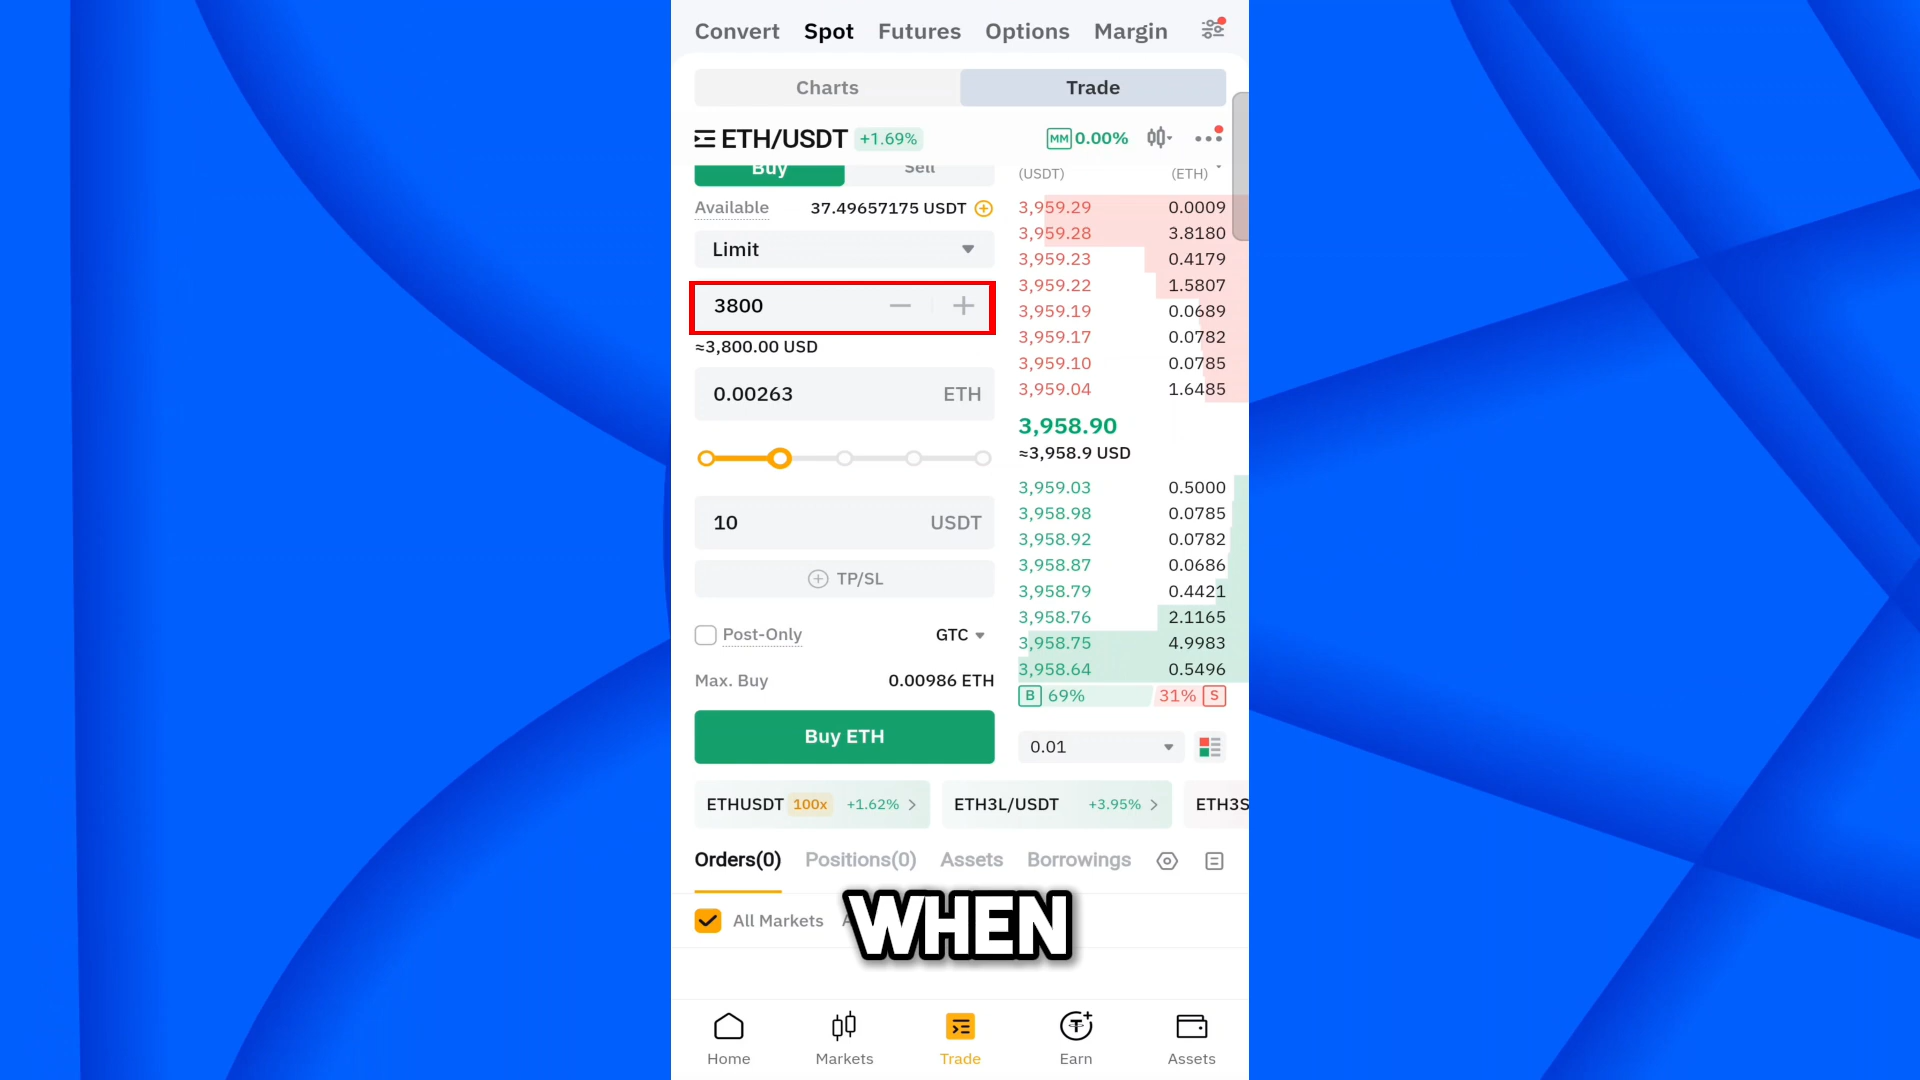 Convert Spot Futures Options Margin
Charts Trade
ETH/USDT +1.69% MM 0.00%
Buy Sell
(USDT) (ETH)
Available 37.49657175 USDT
Limit
3800
≈3,800.00 USD
0.00263 ETH
10 USDT
TP/SL
Post-Only GTC
Max. Buy 0.00986 ETH
Buy ETH
3,959.29 0.0009
3,959.28 3.8180
3,959.23 0.4179
3,959.22 1.5807
3,959.19 0.0689
3,959.17 0.0782
3,959.10 0.0785
3,959.04 1.6485
3,958.90
≈3,958.9 USD
3,959.03 0.5000
3,958.98 0.0785
3,958.92 0.0782
3,958.87 0.0686
3,958.79 0.4421
3,958.76 2.1165
3,958.75 4.9983
3,958.64 0.5496
B 69% 31% S
0.01
ETHUSDT 100x +1.62% ETH3L/USDT +3.95% ETH3S
Orders(0) Positions(0) Assets Borrowings
All Markets
WHEN
Home Markets Trade Earn Assets